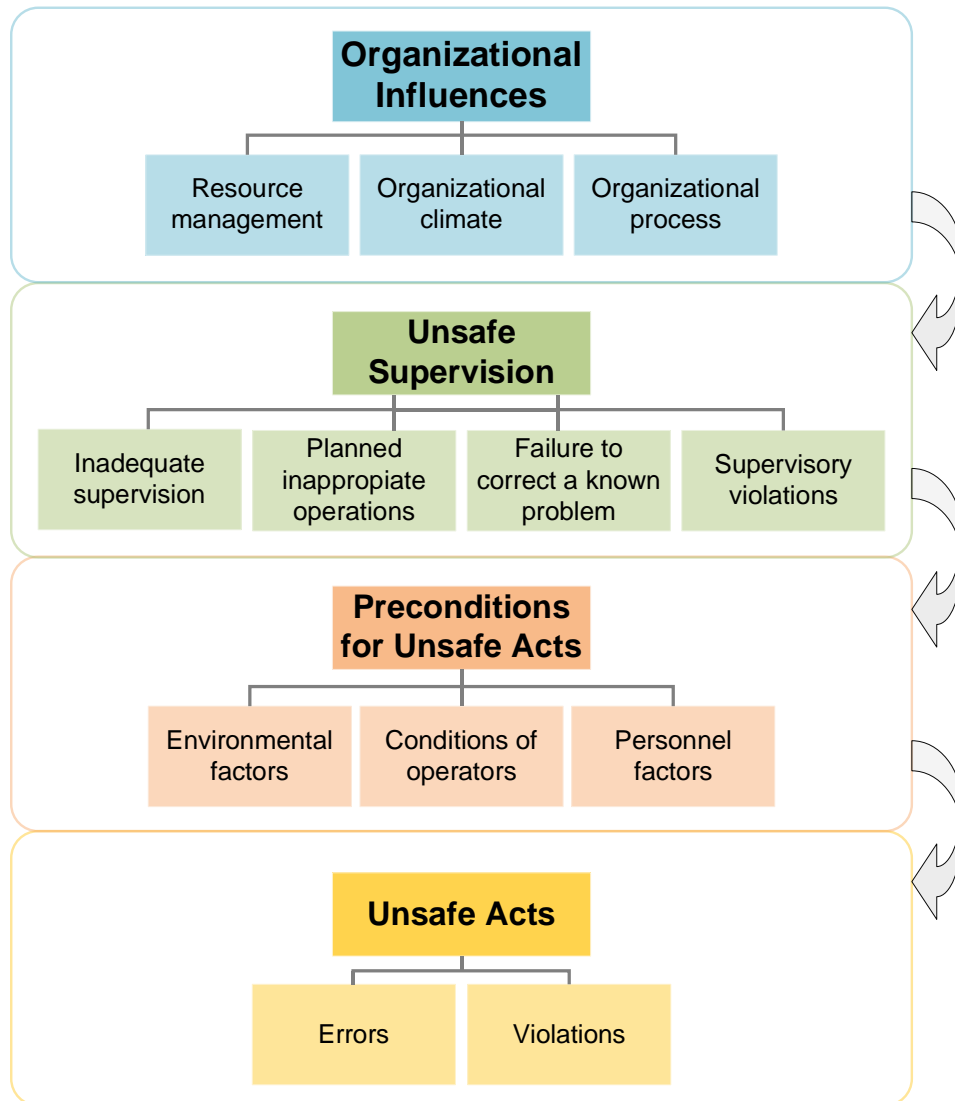 Organizational
Influences
Resource
management
Organizational
climate
Organizational
process
Unsafe
Supervision
Inadequate
supervision
Planned
inappropiate
operations
Failure to
correct a known
problem
Supervisory
violations
Preconditions
for Unsafe Acts
Environmental
factors
Conditions of
operators
Personnel
factors
Unsafe Acts
Errors
Violations